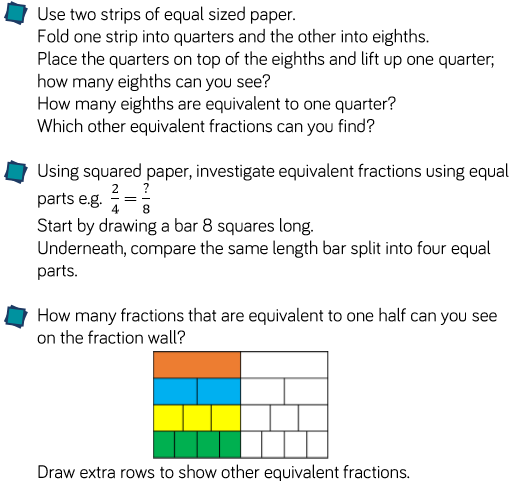 Use two strips of equal sized paper.
Fold one strip into quarters and the other into eighths.
Place the quarters on top of the eighths and lift up one quarter;
how many eighths can you see?
How many eighths are equivalent to one quarter?
Which other equivalent fractions can you find?
Using squared paper, investigate equivalent fractions using equal
parts e.g. 2/4 = ?/8
Start by drawing a bar 8 squares long.
Underneath, compare the same length bar split into four equal
parts.
How many fractions that are equivalent to one half can you see
on the fraction wall?
Draw extra rows to show other equivalent fractions.